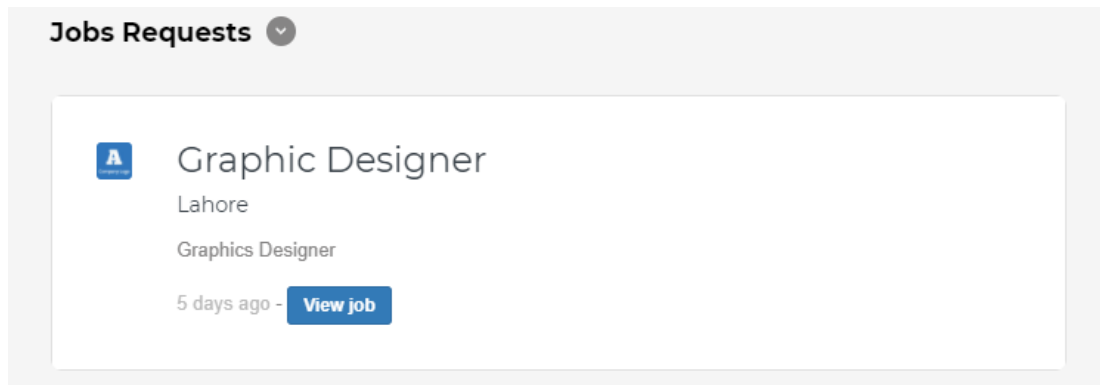 Jobs Requests
A
Graphic Designer
Lahore
Graphics Designer
5 days ago - View job